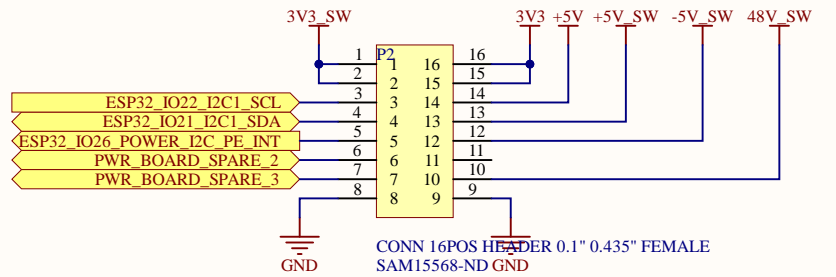 3V3_SW 3V3 +5V +5V_SW -5V_SW 48V_SW
P2
1 1 16 16
2 2 15 15
ESP32_IO22_I2C1_SCL 3 3 14 14
ESP32_IO21_I2C1_SDA 4 4 13 13
ESP32_IO26_POWER_I2C_PE_INT 5 5 12 12
PWR_BOARD_SPARE_2 6 6 11 11
PWR_BOARD_SPARE_3 7 7 10 10
8 8 9 9
CONN 16POS HEADER 0.1" 0.435" FEMALE
GND SAM15568-ND GND